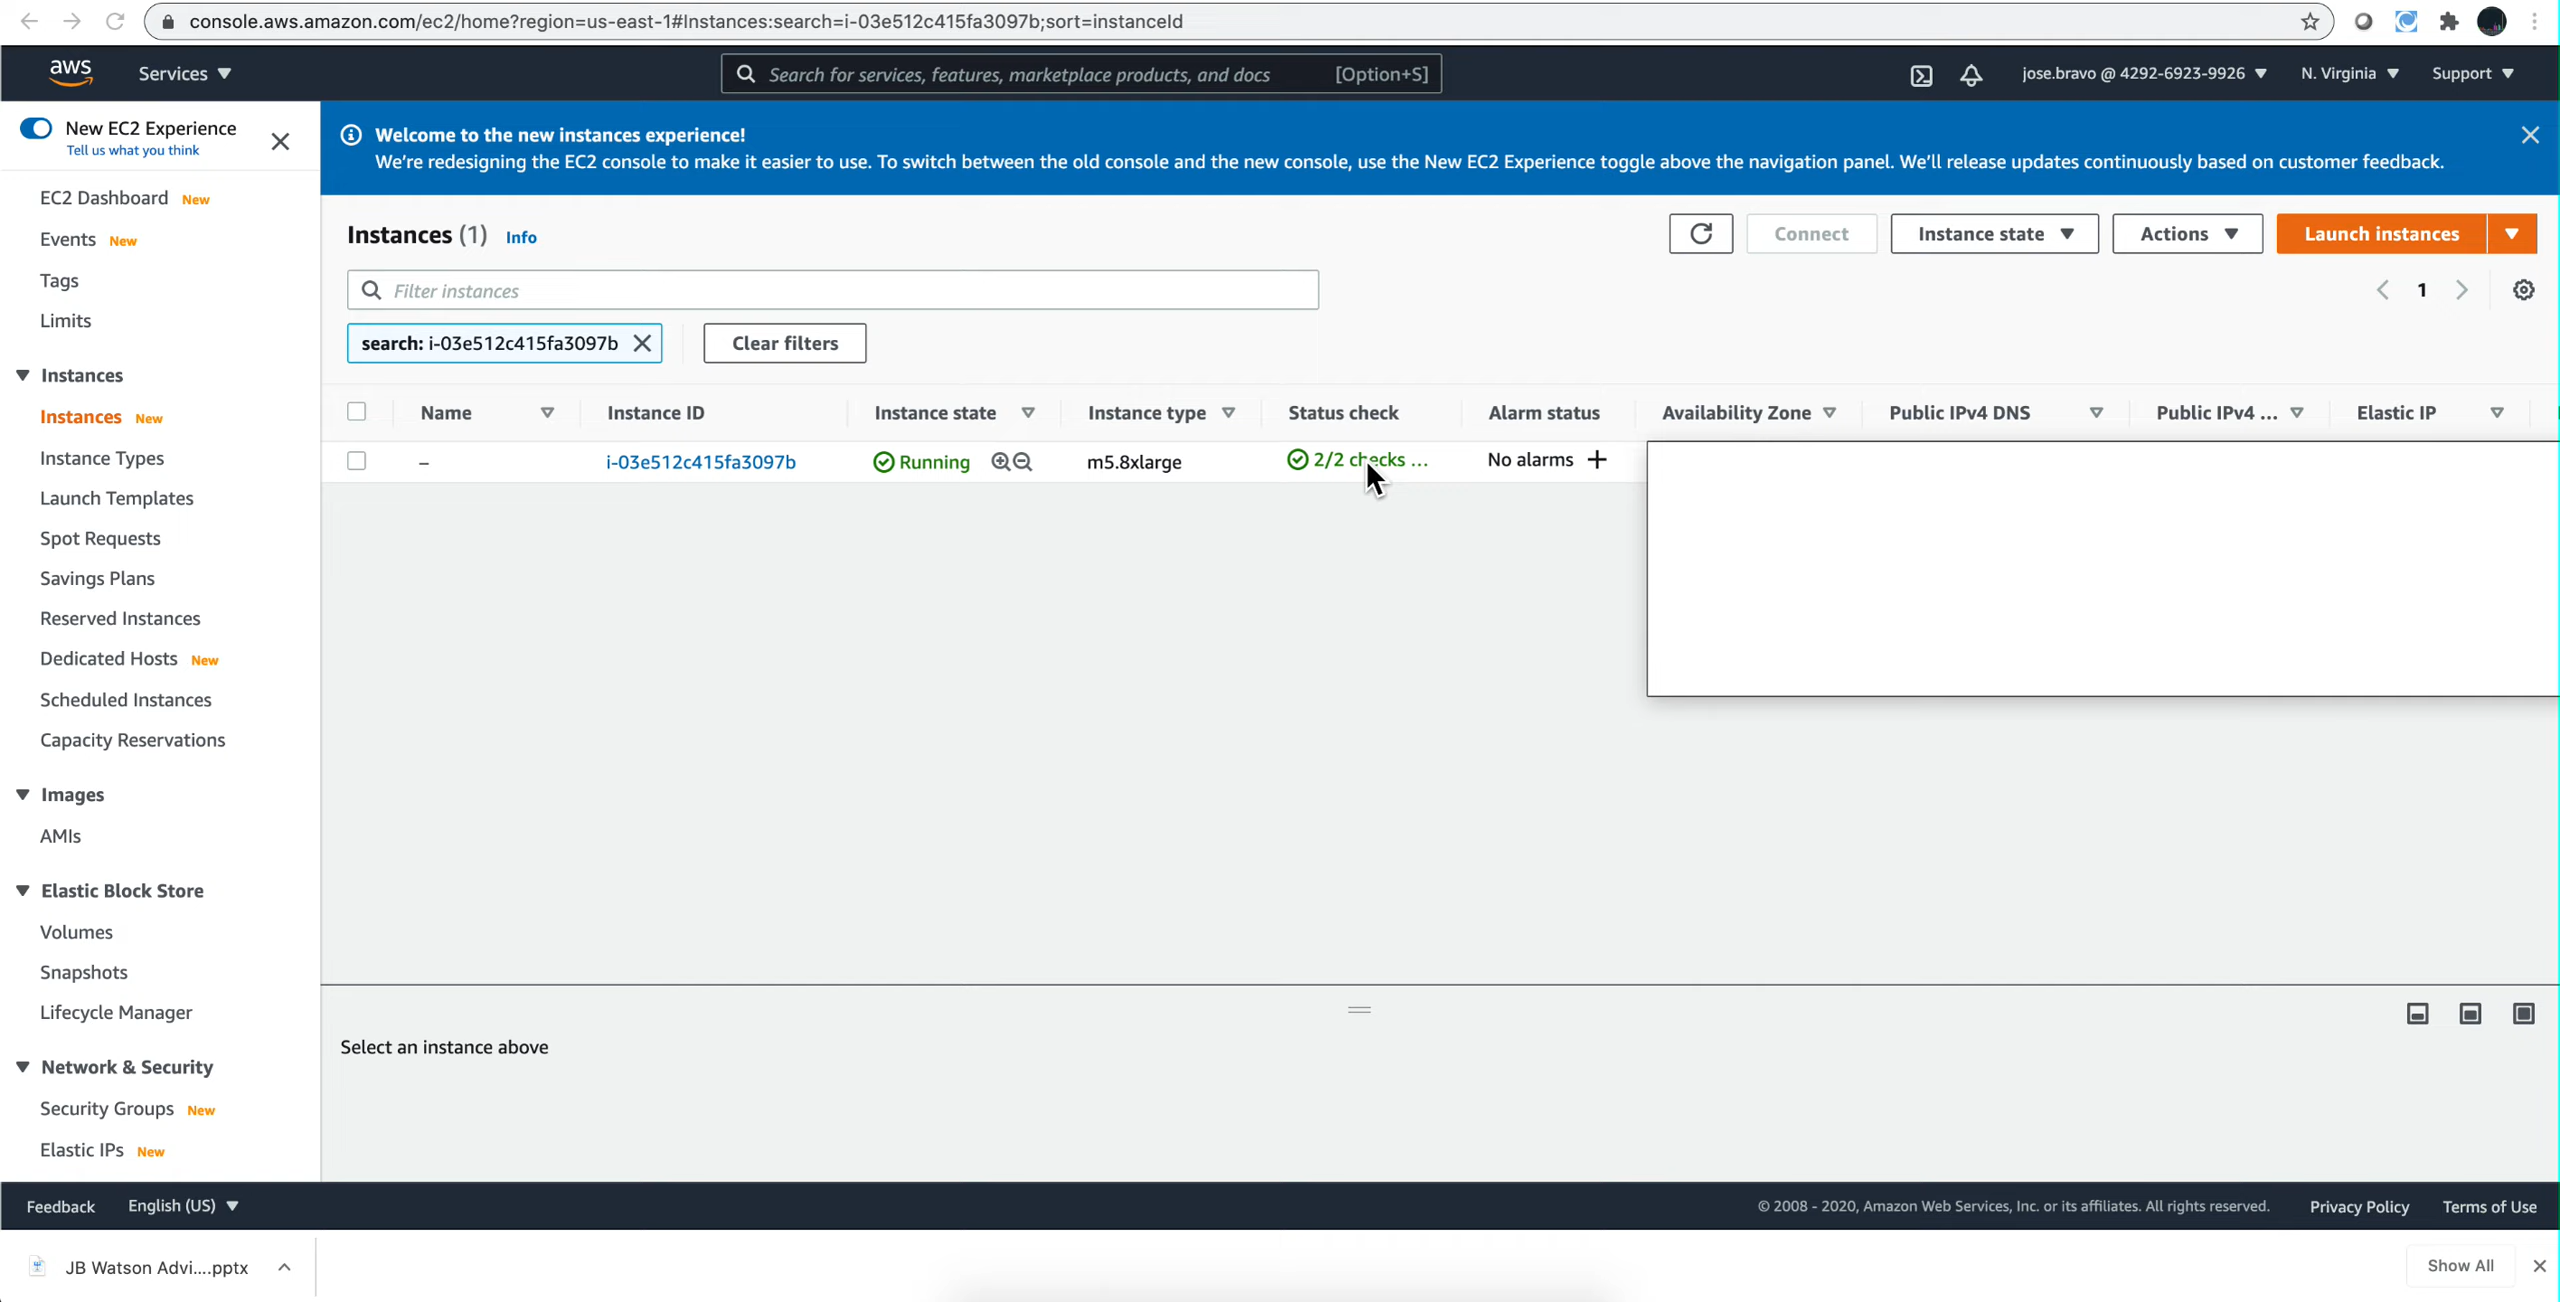 console.aws.amazon.com/ec2/home?region=us-east-1#Instances:search=i-03e512c415fa3097b;sort=instanceId
aws Services Search for services, features, marketplace products, and docs [Option+S] jose.bravo @ 4292-6923-9926 N. Virginia Support
New EC2 Experience
Tell us what you think
EC2 Dashboard New
Events New
Tags
Limits
Instances
Instances New
Instance Types
Launch Templates
Spot Requests
Savings Plans
Reserved Instances
Dedicated Hosts New
Scheduled Instances
Capacity Reservations
Images
AMIs
Elastic Block Store
Volumes
Snapshots
Lifecycle Manager
Network & Security
Security Groups New
Elastic IPs New
Welcome to the new instances experience!
We're redesigning the EC2 console to make it easier to use. To switch between the old console and the new console, use the New EC2 Experience toggle above the navigation panel. We'll release updates continuously based on customer feedback.
Instances (1) Info Connect Instance state Actions Launch instances
Filter instances 1
search: i-03e512c415fa3097b Clear filters
Name Instance ID Instance state Instance type Status check Alarm status Availability Zone Public IPv4 DNS Public IPv4 ... Elastic IP
– i-03e512c415fa3097b Running m5.8xlarge 2/2 checks ... No alarms +
Select an instance above
Feedback English (US) © 2008 - 2020, Amazon Web Services, Inc. or its affiliates. All rights reserved. Privacy Policy Terms of Use
JB Watson Advi....pptx Show All